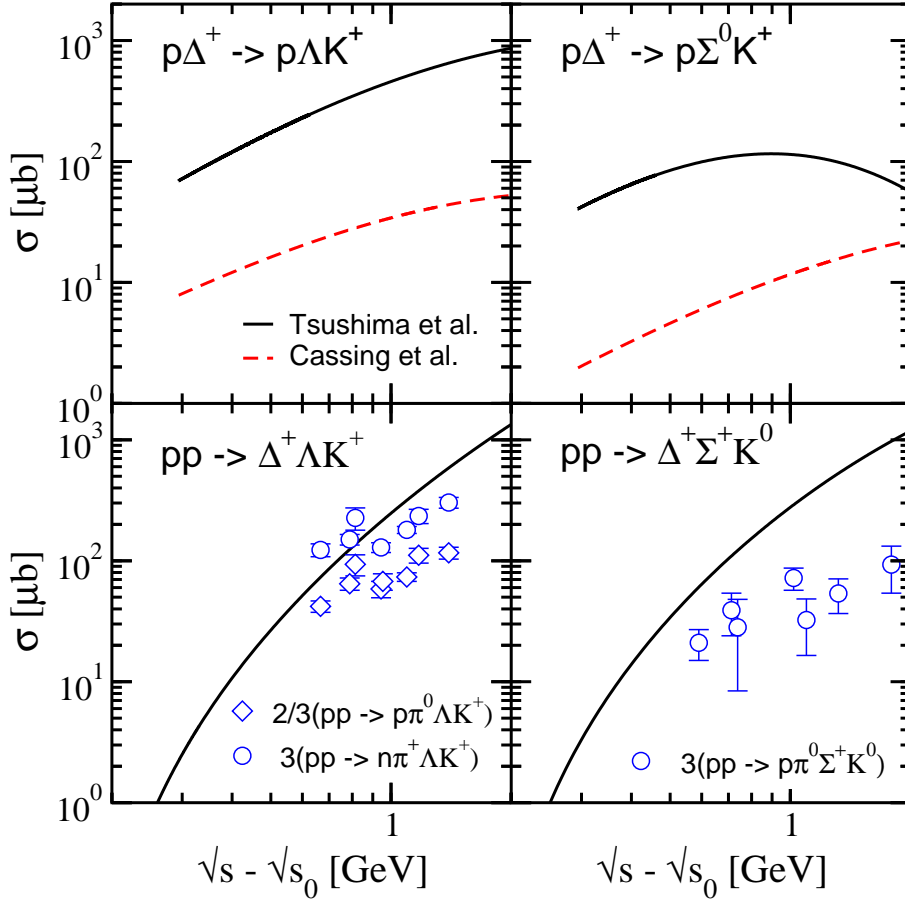 pΔ⁺ -> pΛK⁺
pΔ⁺ -> pΣ⁰K⁺
10³
10²
10¹
10⁰
σ [μb]
Tsushima et al.
Cassing et al.
pp -> Δ⁺ΛK⁺
pp -> Δ⁺Σ⁺K⁰
10³
10²
10¹
10⁰
σ [μb]
2/3(pp -> pπ⁰ΛK⁺)
3(pp -> nπ⁺ΛK⁺)
3(pp -> pπ⁰Σ⁺K⁰)
1
1
√s - √s₀ [GeV]
√s - √s₀ [GeV]